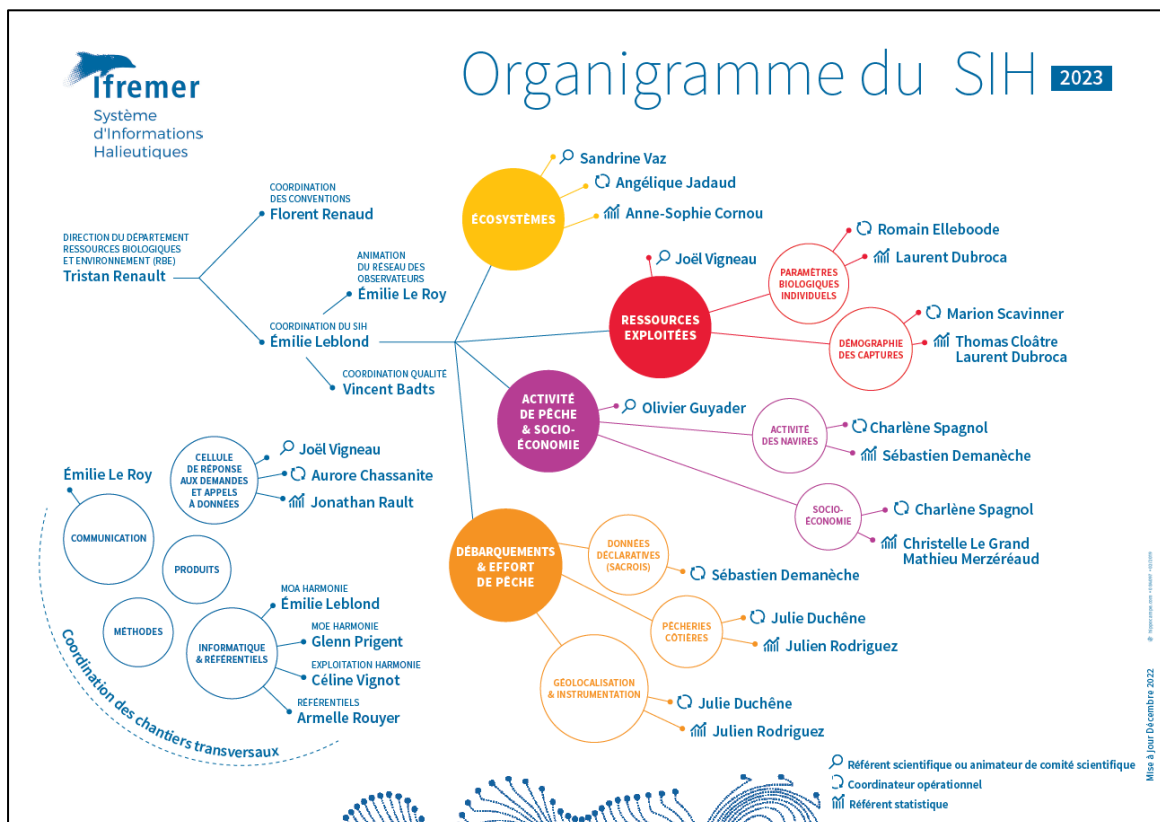 Organigramme du SIH 2023
Ifremer
Système
d'Informations
Halieutiques
DIRECTION DU DÉPARTEMENT
RESSOURCES BIOLOGIQUES
ET ENVIRONNEMENT (RBE)
Tristan Renault
COORDINATION
DES CONVENTIONS
Florent Renaud
ANIMATION
DU RÉSEAU DES
OBSERVATEURS
Émilie Le Roy
COORDINATION DU SIH
Émilie Leblond
COORDINATION QUALITÉ
Vincent Badts
ÉCOSYSTÈMES
Sandrine Vaz
Angélique Jadaud
Anne-Sophie Cornou
RESSOURCES
EXPLOITÉES
Joël Vigneau
PARAMÈTRES
BIOLOGIQUES
INDIVIDUELS
Romain Elleboode
Laurent Dubroca
DÉMOGRAPHIE
DES CAPTURES
Marion Scavinner
Thomas Cloâtre
Laurent Dubroca
ACTIVITÉ
DE PÊCHE
& SOCIO-
ÉCONOMIE
Olivier Guyader
ACTIVITÉ
DES NAVIRES
Charlène Spagnol
Sébastien Demanèche
SOCIO-
ÉCONOMIE
Charlène Spagnol
Christelle Le Grand
Mathieu Merzéréaud
DÉBARQUEMENTS
& EFFORT
DE PÊCHE
DONNÉES
DÉCLARATIVES
(SACROIS)
Sébastien Demanèche
PÊCHERIES
CÔTIÈRES
Julie Duchêne
Julien Rodriguez
GÉOLOCALISATION
& INSTRUMENTATION
Julie Duchêne
Julien Rodriguez
CELLULE
DE RÉPONSE
AUX DEMANDES
ET APPELS
À DONNÉES
Joël Vigneau
Aurore Chassanite
Jonathan Rault
Émilie Le Roy
COMMUNICATION
PRODUITS
MÉTHODES
INFORMATIQUE
& RÉFÉRENTIELS
MOA HARMONIE
Émilie Leblond
MOE HARMONIE
Glenn Prigent
EXPLOITATION HARMONIE
Céline Vignot
RÉFÉRENTIELS
Armelle Rouyer
Coordination des chantiers transversaux
Référent scientifique ou animateur de comité scientifique
Coordinateur opérationnel
Référent statistique
Mise à jour Décembre 2022